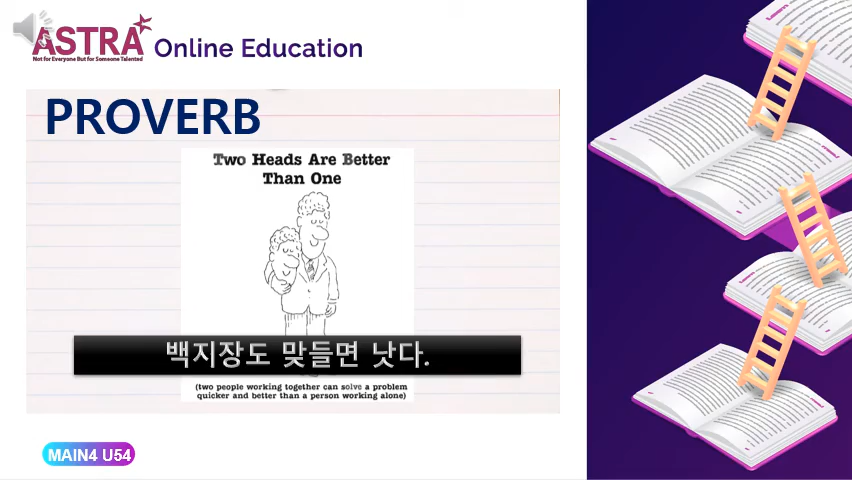 ASTRA Online Education
Not for Everyone But for Someone Talented
PROVERB
Two Heads Are Better
Than One
백지장도 맞들면 낫다.
(two people working together can solve a problem
quicker and better than a person working alone)
MAIN4 U54